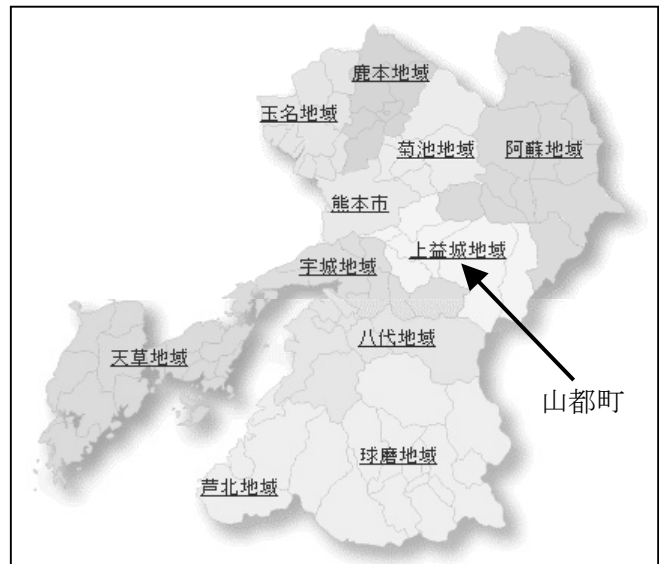 鹿本地域
玉名地域
菊池地域
阿蘇地域
熊本市
上益城地域
宇城地域
八代地域
天草地域
山都町
球磨地域
芦北地域